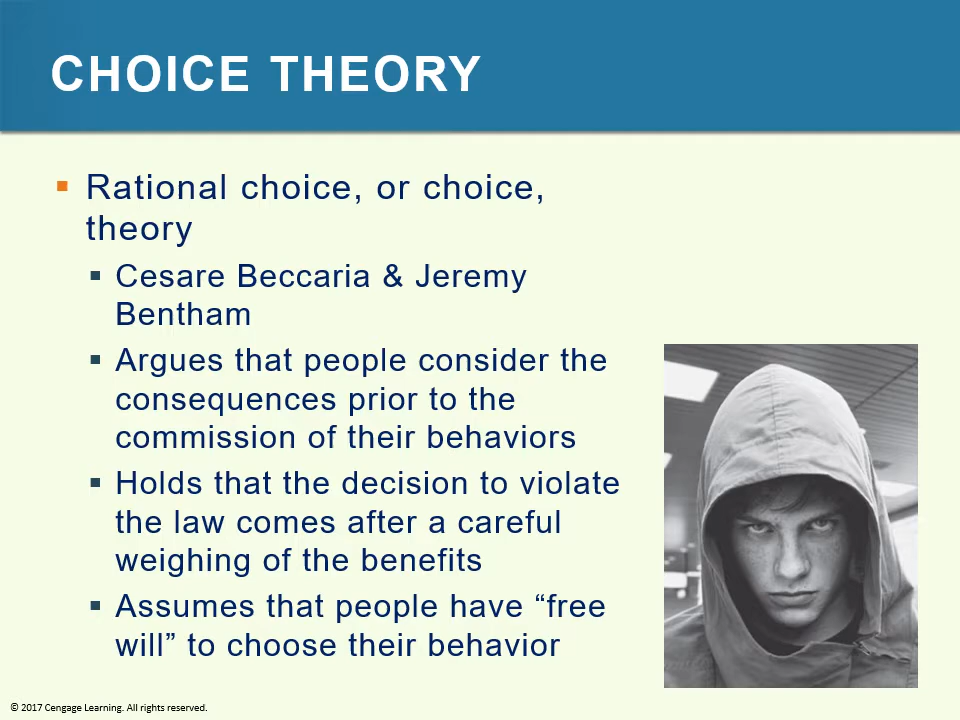 CHOICE THEORY
▪ Rational choice, or choice,
theory
▪ Cesare Beccaria & Jeremy
Bentham
▪ Argues that people consider the
consequences prior to the
commission of their behaviors
▪ Holds that the decision to violate
the law comes after a careful
weighing of the benefits
▪ Assumes that people have “free
will” to choose their behavior
© 2017 Cengage Learning. All rights reserved.